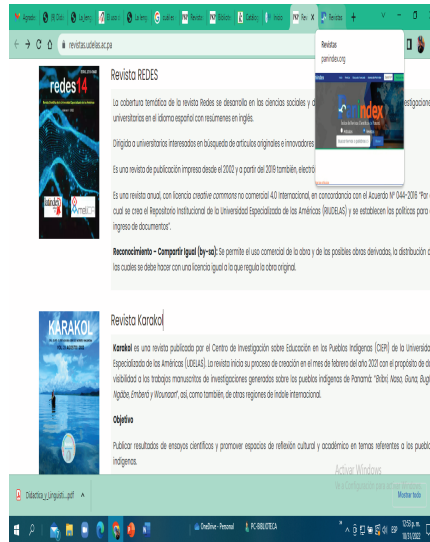 revistas.udelas.ac.pa
Revistas
panindex.org
Panindex
redes14
Revista REDES
La cobertura temática de la revista Redes se desarrolla en las ciencias sociales y d
universitarias en el idioma español con resúmenes en inglés.
Dirigida a universitarios interesados en búsqueda de artículos originales e innovadores
Es una revista de publicación impresa desde el 2002 y a partir del 2019 también, electró
Es una revista anual, con licencia creative commons no comercial 4.0 Internacional, en concordancia con el Acuerdo N° 044-2016 "Por
cual se crea el Repositorio Institucional de la Universidad Especializada de las Américas (RIUDELAS) y se establecen las políticas para
ingreso de documentos".
Reconocimiento - Compartir Igual (by-sa): Se permite el uso comercial de la obra y de las posibles obras derivadas, la distribución
las cuales se debe hacer con una licencia igual a la que regula la obra original.
KARAKOL
Revista Karakol
Karakol es una revista publicada por el Centro de Investigación sobre Educación en los Pueblos Indígenas (CIEPI) de la Universida
Especializada de las Américas (UDELAS). La revista inicia su proceso de creación en el mes de febrero del año 2021 con el propósito de d
visibilidad a los trabajos manuscritos de investigaciones generados sobre los pueblos indígenas de Panamá: "Bribri, Naso, Guna, Bugl
Ngäbe, Emberá y Wounaan", así, como también, de otras regiones de índole internacional.
Objetivo
Publicar resultados de ensayos científicos y promover espacios de reflexión cultural y académico en temas referentes a los puebl
indígenas.
Activar Windows
Didactica_y_Linguisti....pdf
Mostrar todo
OneDrive - Personal
PC-BIBLIOTECA
ESP
12:53 p. m.
10/31/2022